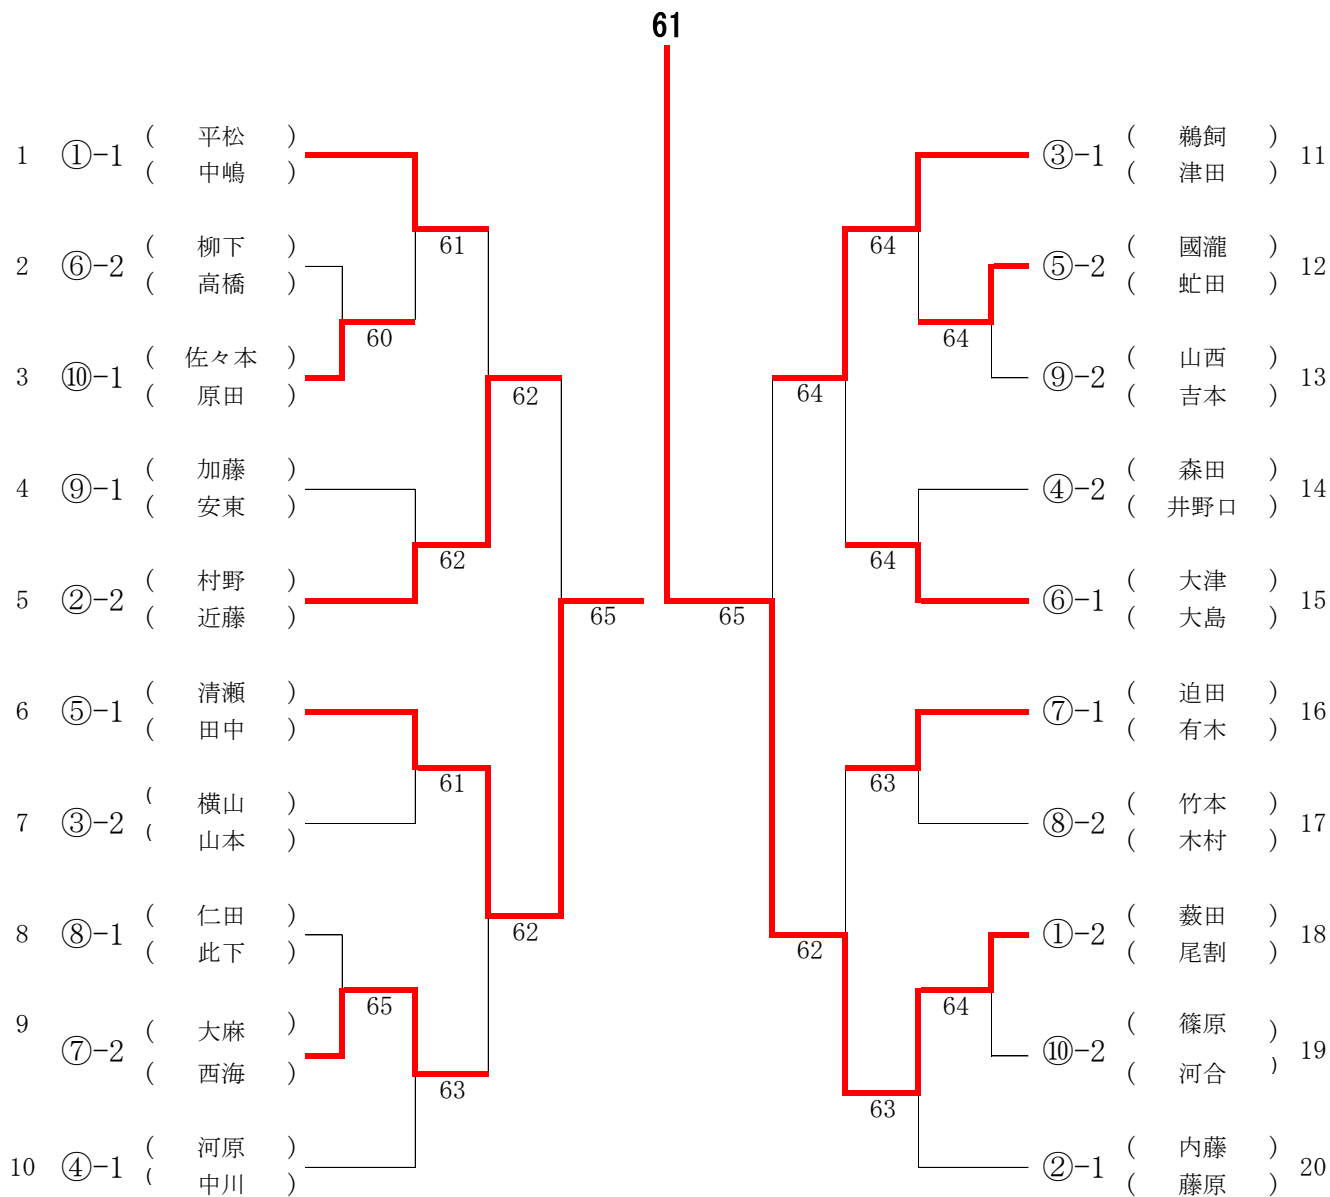 61
1 ①-1 ( 平松 )
( 中嶋 )
2 ⑥-2 ( 柳下 )
( 高橋 )
3 ⑩-1 ( 佐々本 )
( 原田 )
4 ⑨-1 ( 加藤 )
( 安東 )
5 ②-2 ( 村野 )
( 近藤 )
6 ⑤-1 ( 清瀬 )
( 田中 )
7 ③-2 ( 横山 )
( 山本 )
8 ⑧-1 ( 仁田 )
( 此下 )
9 ⑦-2 ( 大麻 )
( 西海 )
10 ④-1 ( 河原 )
( 中川 )
61
60
62
62
65
61
62
65
63
64
64
64
64
65
63
62
64
63
③-1 ( 鵜飼 ) 11
( 津田 )
⑤-2 ( 國瀧 ) 12
( 虻田 )
⑨-2 ( 山西 ) 13
( 吉本 )
④-2 ( 森田 ) 14
( 井野口 )
⑥-1 ( 大津 ) 15
( 大島 )
⑦-1 ( 迫田 ) 16
( 有木 )
⑧-2 ( 竹本 ) 17
( 木村 )
①-2 ( 薮田 ) 18
( 尾割 )
⑩-2 ( 篠原 ) 19
( 河合 )
②-1 ( 内藤 ) 20
( 藤原 )